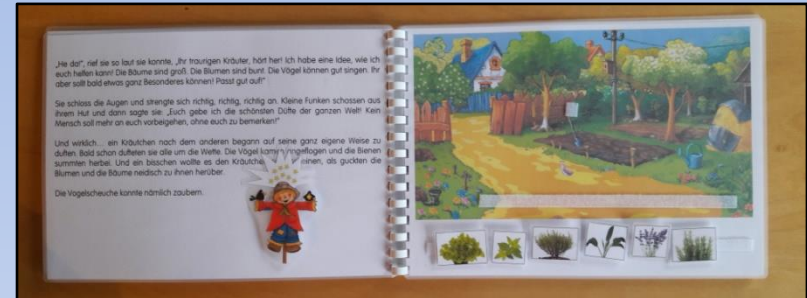 „He da!", rief sie so laut sie konnte, „Ihr traurigen Kräuter, hört her! Ich habe eine Idee, wie ich
euch helfen kann! Die Bäume sind groß. Die Blumen sind bunt. Die Vögel können gut singen. Ihr
aber sollt bald etwas ganz Besonderes können! Passt gut auf!"
Sie schloss die Augen und strengte sich richtig, richtig, richtig an. Kleine Funken schossen aus
ihrem Hut und dann sagte sie: „Euch gebe ich die schönsten Düfte der ganzen Welt! Kein
Mensch soll mehr an euch vorbeigehen, ohne euch zu bemerken!"
Und wirklich… ein Kräutchen nach dem anderen begann auf seine ganz eigene Weise zu
duften. Bald schon dufteten sie alle um die Wette. Die Vögel kamen angeflogen und die Bienen
summten herbei. Und ein bisschen wollte es den Kräutche einen, als guckten die
Blumen und die Bäume neidisch zu ihnen herüber.
Die Vogelscheuche konnte nämlich zaubern.